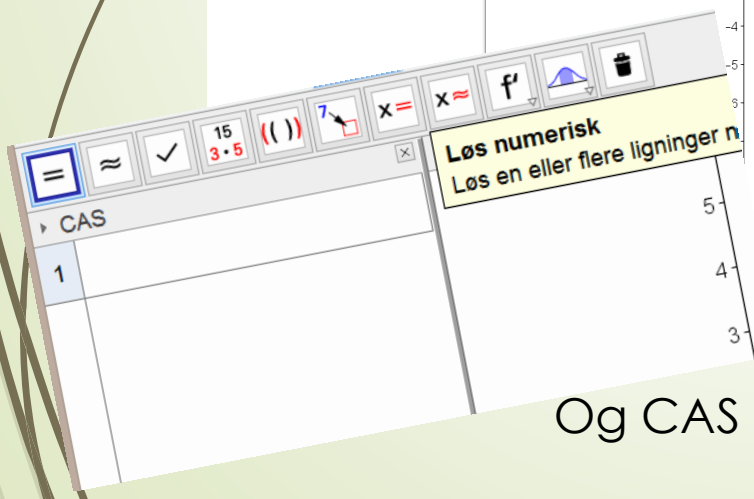 -4
-5
= ≈ ✓ 15 3·5 (( )) 7 x= x≈ f'
Løs numerisk
Løs en eller flere ligninger
CAS
1
5
4
3
Og CAS